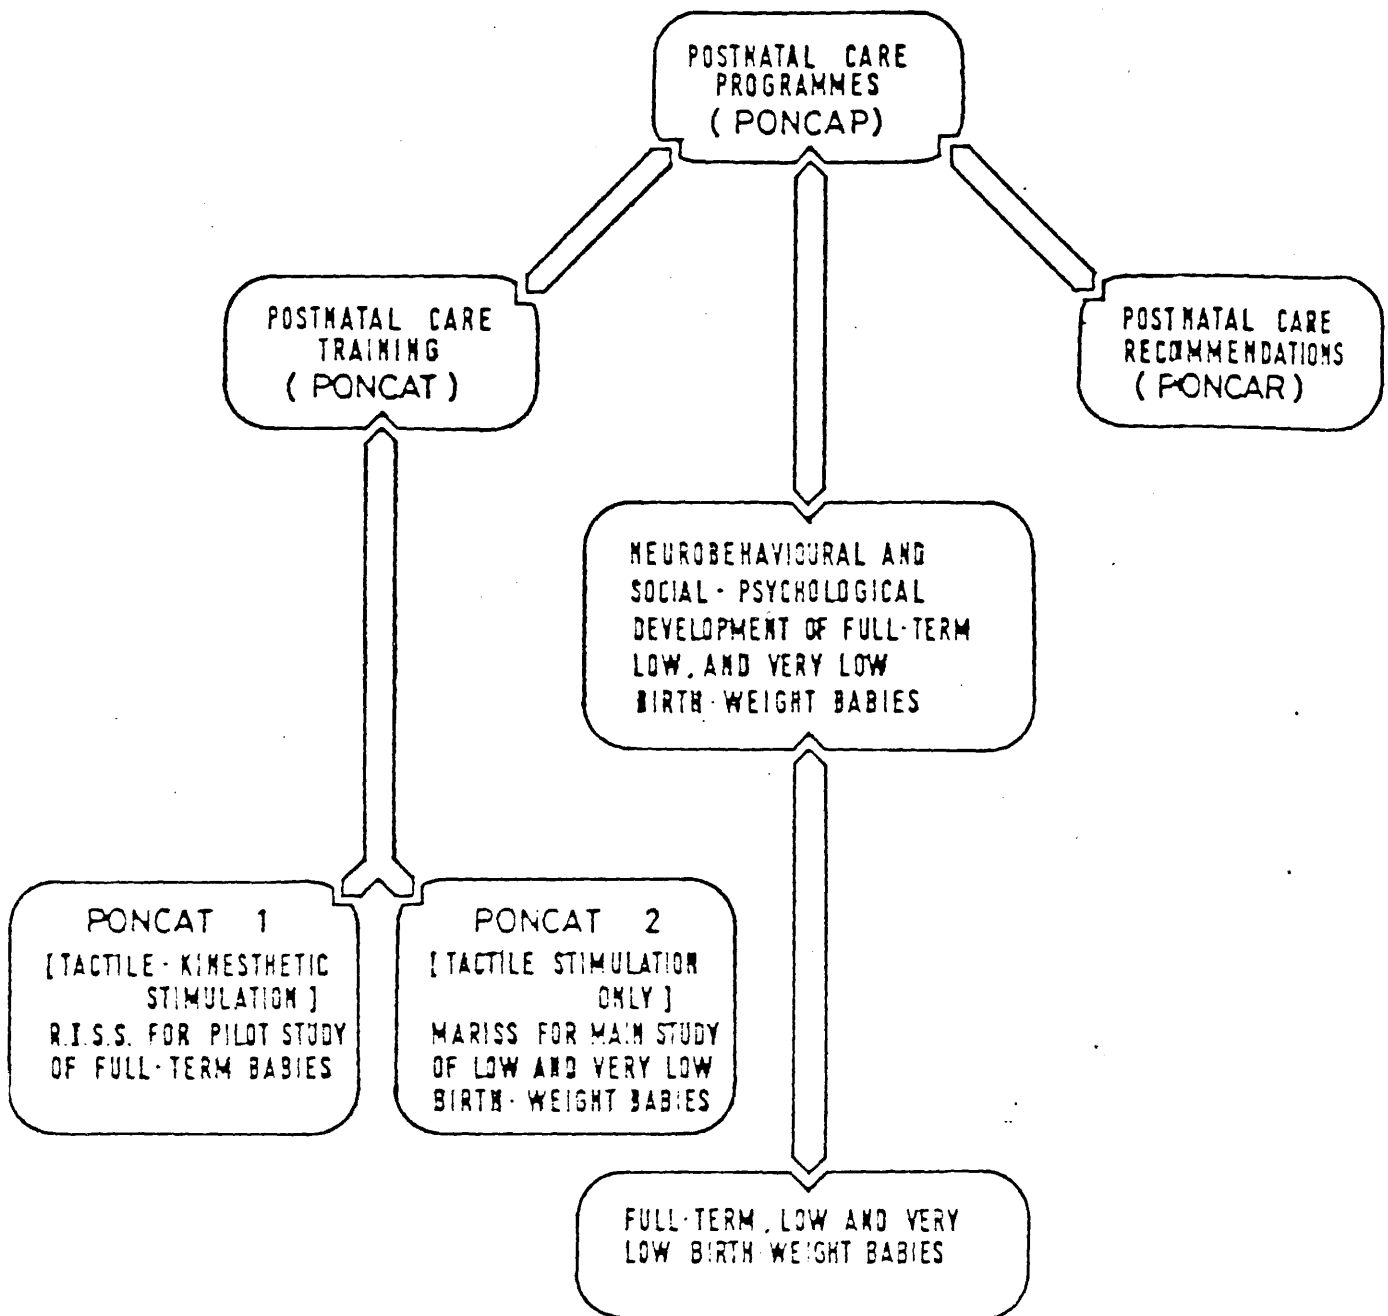 POSTNATAL CARE
PROGRAMMES
( PONCAP)
POSTNATAL CARE
TRAINING
( PONCAT )
POSTNATAL CARE
RECOMMENDATIONS
( PONCAR )
NEUROBEHAVIOURAL AND
SOCIAL - PSYCHOLOGICAL
DEVELOPMENT OF FULL-TERM
LOW, AND VERY LOW
BIRTH-WEIGHT BABIES
PONCAT 1
[TACTILE-KINESTHETIC
STIMULATION ]
R.I.S.S. FOR PILOT STUDY
OF FULL-TERM BABIES
PONCAT 2
[TACTILE STIMULATION
ONLY ]
MARISS FOR MAIN STUDY
OF LOW AND VERY LOW
BIRTH-WEIGHT BABIES
FULL-TERM, LOW AND VERY
LOW BIRTH-WEIGHT BABIES